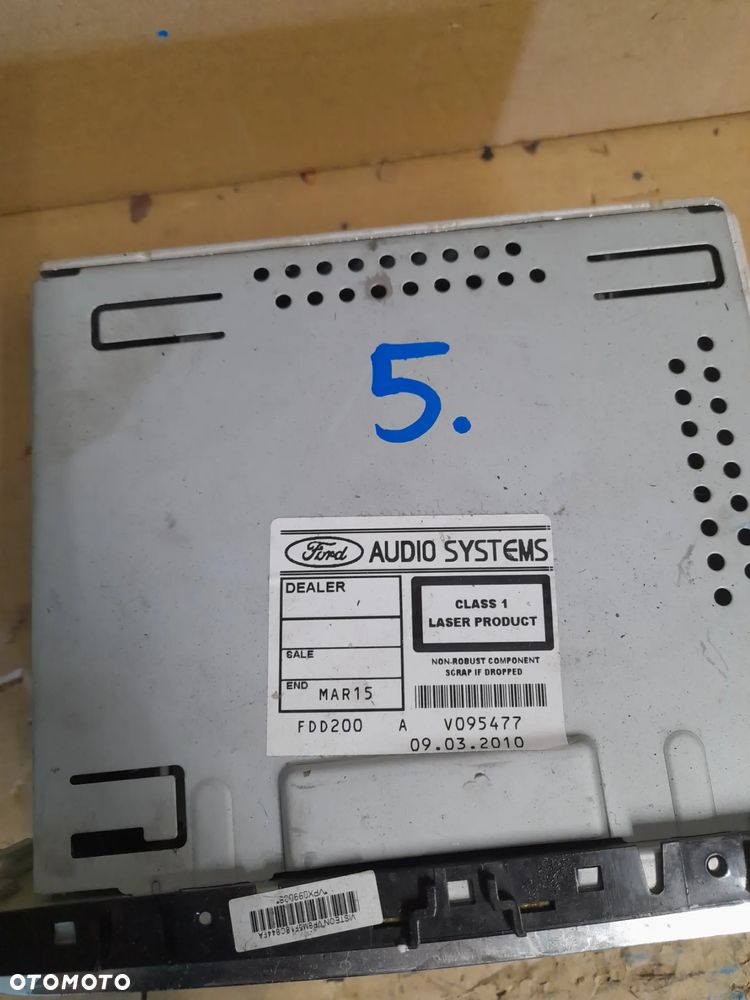 5.
Ford AUDIO SYSTEMS
DEALER
CLASS 1
LASER PRODUCT
SALE
NON-ROBUST COMPONENT
SCRAP IF DROPPED
END MAR15
FDD200 A V095477
09.03.2010
OTOMOTO